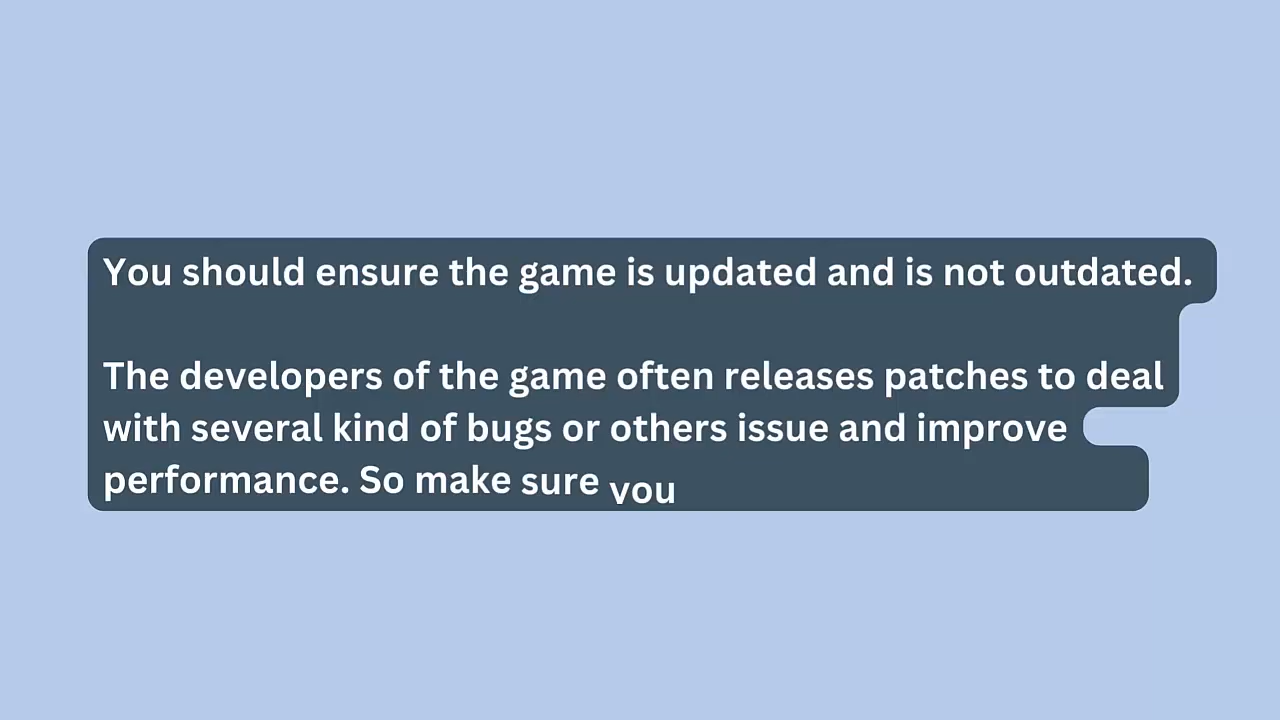 You should ensure the game is updated and is not outdated.
The developers of the game often releases patches to deal
with several kind of bugs or others issue and improve
performance. So make sure you